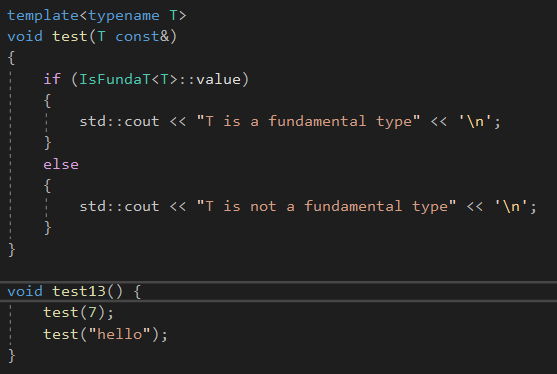 template<typename T>
void test(T const&)
{
    if (IsFundaT<T>::value)
    {
        std::cout << "T is a fundamental type" << '\n';
    }
    else
    {
        std::cout << "T is not a fundamental type" << '\n';
    }
}

void test13() {
    test(7);
    test("hello");
}